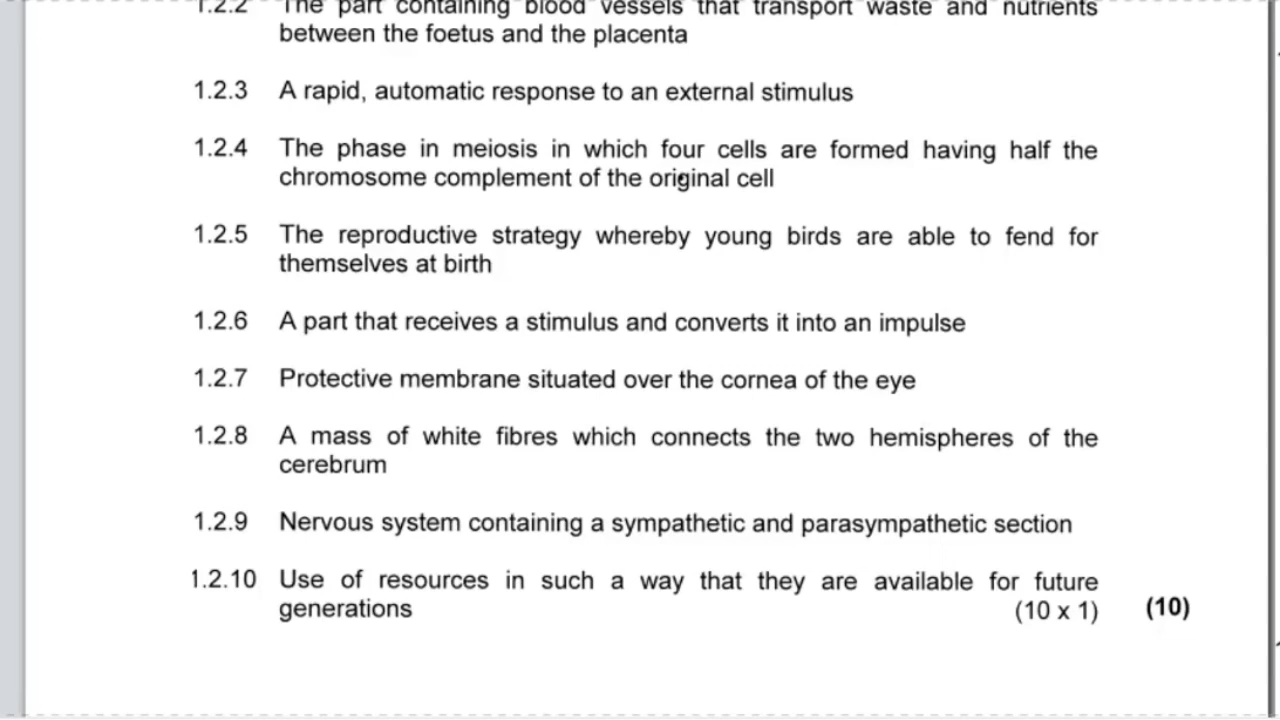 1.2.2 The part containing blood vessels that transport waste and nutrients
between the foetus and the placenta
1.2.3 A rapid, automatic response to an external stimulus
1.2.4 The phase in meiosis in which four cells are formed having half the
chromosome complement of the original cell
1.2.5 The reproductive strategy whereby young birds are able to fend for
themselves at birth
1.2.6 A part that receives a stimulus and converts it into an impulse
1.2.7 Protective membrane situated over the cornea of the eye
1.2.8 A mass of white fibres which connects the two hemispheres of the
cerebrum
1.2.9 Nervous system containing a sympathetic and parasympathetic section
1.2.10 Use of resources in such a way that they are available for future
generations (10 x 1) (10)